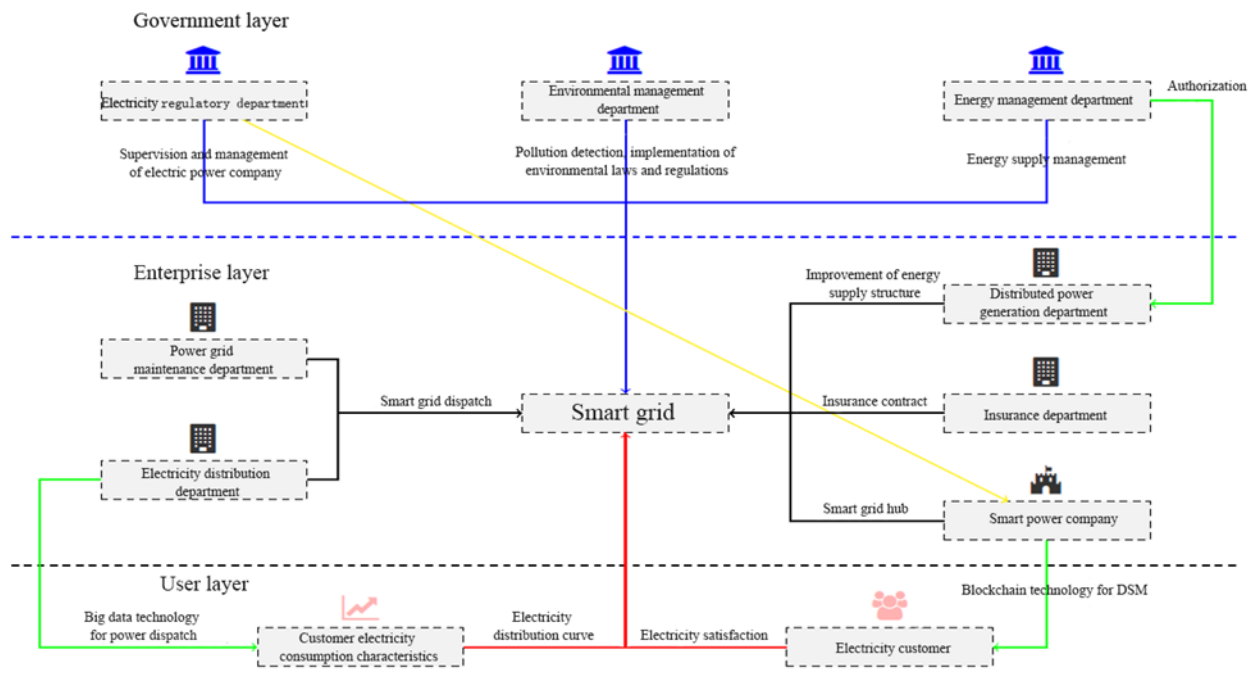 Government layer
Authorization
Electricity regulatory department
Environmental management
department
Energy management department
Supervision and management
of electric power company
Pollution detection, implementation of
environmental laws and regulations
Energy supply management
Enterprise layer
Improvement of energy
supply structure
Distributed power
generation department
Power grid
maintenance department
Smart grid dispatch
Smart grid
Insurance contract
Insurance department
Electricity distribution
department
Smart grid hub
Smart power company
User layer
Blockchain technology for DSM
Big data technology
for power dispatch
Customer electricity
consumption characteristics
Electricity
distribution curve
Electricity satisfaction
Electricity customer